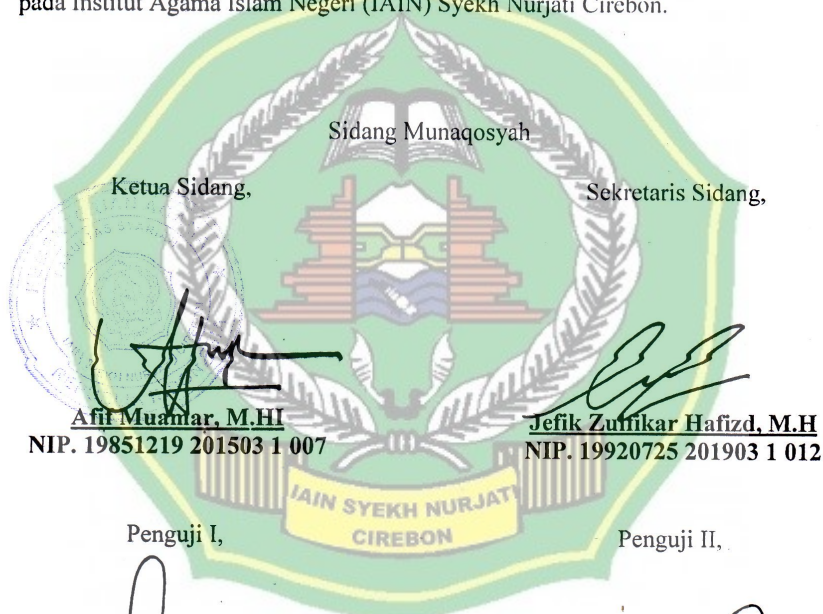 pada Institut Agama Islam Negeri (IAIN) Syekh Nurjati Cirebon.
Sidang Munaqosyah
Ketua Sidang,
Sekretaris Sidang,
Afif Muamar, M.HI
NIP. 19851219 201503 1 007
Jefik Zulfikar Hafizd, M.H
NIP. 19920725 201903 1 012
IAIN SYEKH NURJATI
CIREBON
Penguji I,
Penguji II,